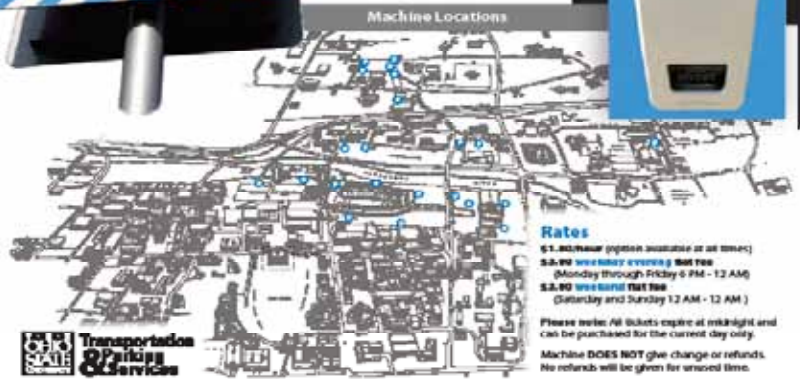 Machine Locations
Rates
/hour (option available at all times)
weekday evening flat fee
(Monday through Friday 6 PM - 12 AM)
weekend flat fee
(Saturday and Sunday 12 AM - 12 AM )
Please note: All tickets expire at midnight and
can be purchased for the current day only.
Machine DOES NOT give change or refunds.
No refunds will be given for unused time.
OHIO
STATE
Transportation
& Parking
Services